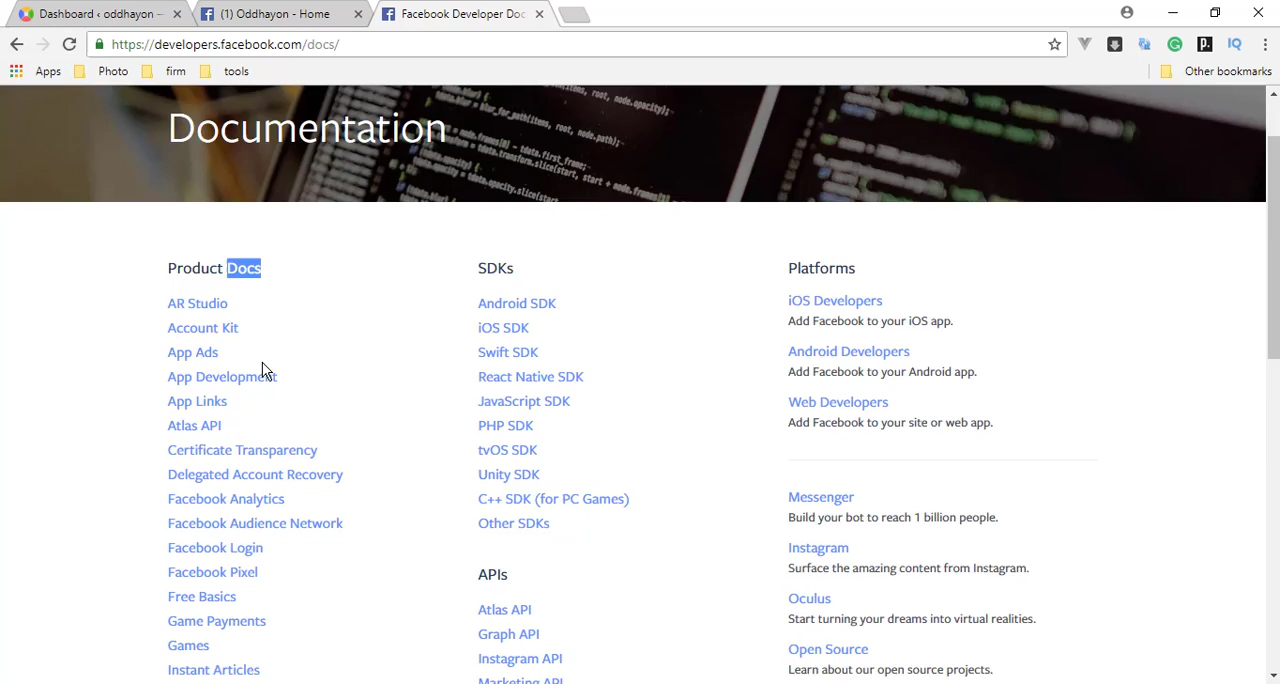 Dashboard ‹ oddhayon —
(1) Oddhayon - Home
Facebook Developer Doc
https://developers.facebook.com/docs/
Apps
Photo
firm
tools
Other bookmarks
Documentation
Product Docs
AR Studio
Account Kit
App Ads
App Development
App Links
Atlas API
Certificate Transparency
Delegated Account Recovery
Facebook Analytics
Facebook Audience Network
Facebook Login
Facebook Pixel
Free Basics
Game Payments
Games
Instant Articles
SDKs
Android SDK
iOS SDK
Swift SDK
React Native SDK
JavaScript SDK
PHP SDK
tvOS SDK
Unity SDK
C++ SDK (for PC Games)
Other SDKs
APIs
Atlas API
Graph API
Instagram API
Marketing API
Platforms
iOS Developers
Add Facebook to your iOS app.
Android Developers
Add Facebook to your Android app.
Web Developers
Add Facebook to your site or web app.
Messenger
Build your bot to reach 1 billion people.
Instagram
Surface the amazing content from Instagram.
Oculus
Start turning your dreams into virtual realities.
Open Source
Learn about our open source projects.